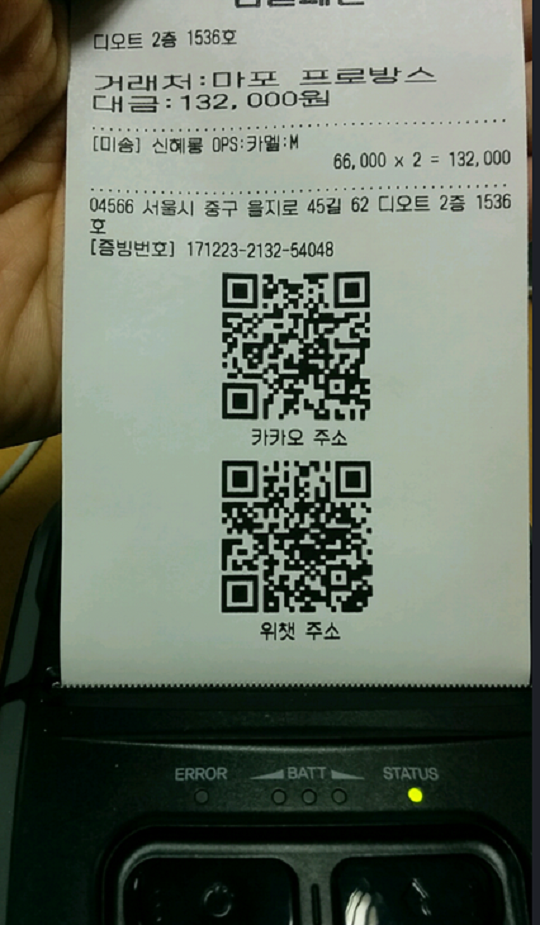 디오트 2층 1536호
거래처:마포 프로방스
대금:132,000원
[미송] 신혜롱 OPS:카멜:M
66,000 x 2 = 132,000
04566 서울시 중구 을지로 45길 62 디오트 2층 1536
호
[증빙번호] 171223-2132-54048
카카오 주소
위챗 주소
ERROR BATT STATUS